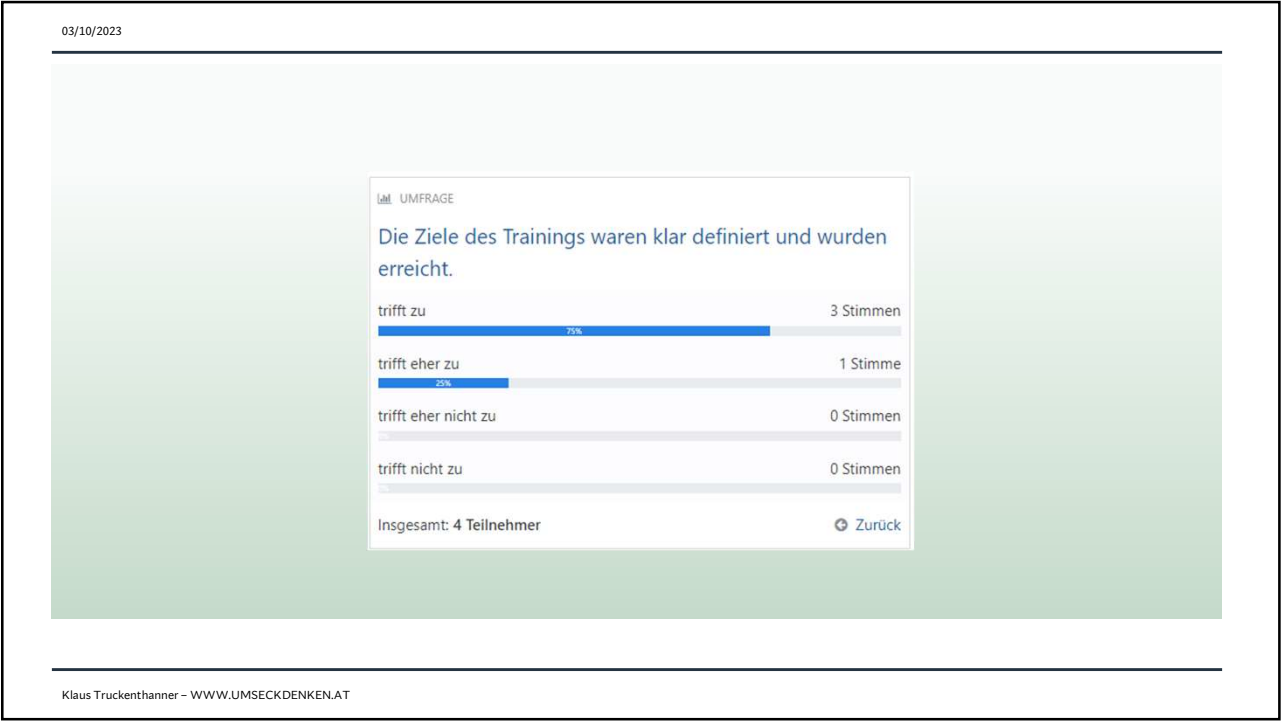 03/10/2023
UMFRAGE
Die Ziele des Trainings waren klar definiert und wurden
erreicht.
trifft zu 3 Stimmen
75%
trifft eher zu 1 Stimme
25%
trifft eher nicht zu 0 Stimmen
trifft nicht zu 0 Stimmen
Insgesamt: 4 Teilnehmer Zurück
Klaus Truckenthanner – WWW.UMSECKDENKEN.AT